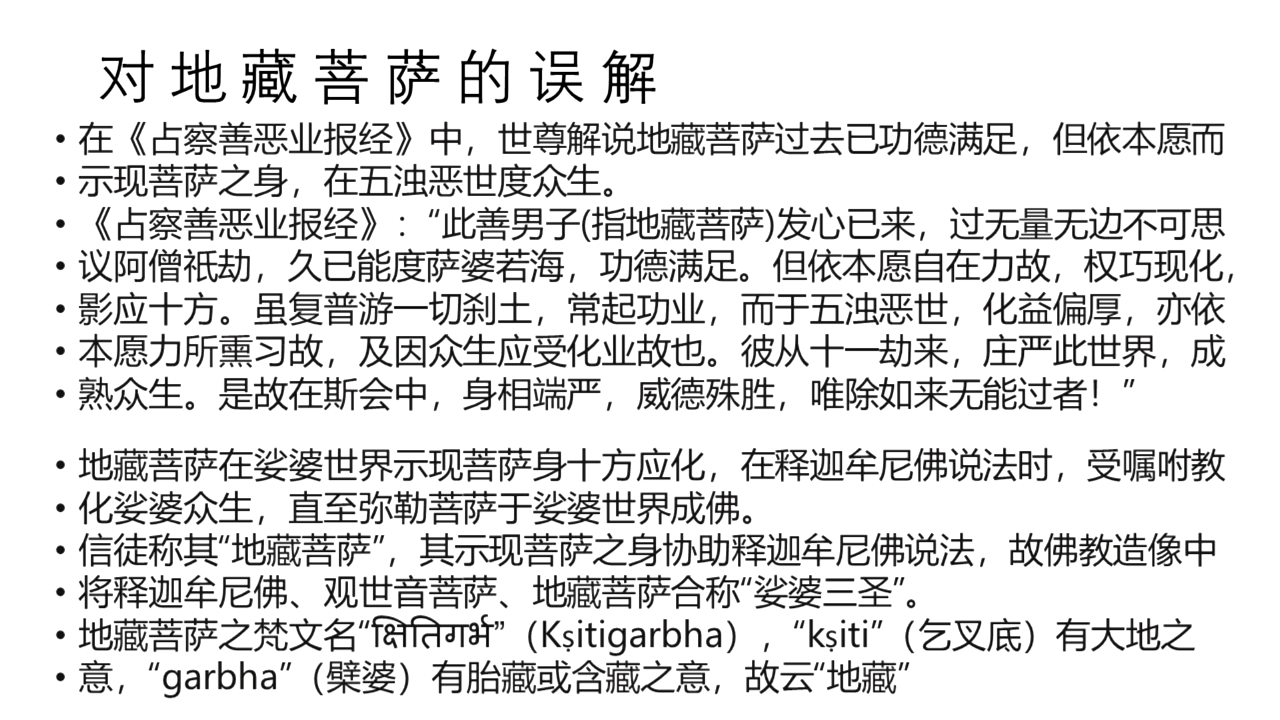 对地藏菩萨的误解
• 在《占察善恶业报经》中，世尊解说地藏菩萨过去已功德满足，但依本愿而
• 示现菩萨之身，在五浊恶世度众生。
• 《占察善恶业报经》：“此善男子(指地藏菩萨)发心已来，过无量无边不可思
• 议阿僧祇劫，久已能度萨婆若海，功德满足。但依本愿自在力故，权巧现化，
• 影应十方。虽复普游一切刹土，常起功业，而于五浊恶世，化益偏厚，亦依
• 本愿力所熏习故，及因众生应受化业故也。彼从十一劫来，庄严此世界，成
• 熟众生。是故在斯会中，身相端严，威德殊胜，唯除如来无能过者！”
• 地藏菩萨在娑婆世界示现菩萨身十方应化，在释迦牟尼佛说法时，受嘱咐教
• 化娑婆众生，直至弥勒菩萨于娑婆世界成佛。
• 信徒称其“地藏菩萨”，其示现菩萨之身协助释迦牟尼佛说法，故佛教造像中
• 将释迦牟尼佛、观世音菩萨、地藏菩萨合称“娑婆三圣”。
• 地藏菩萨之梵文名“क्षितिगर्भ”（Kṣitigarbha），“kṣiti”（乞叉底）有大地之
• 意，“garbha”（檗婆）有胎藏或含藏之意，故云“地藏”